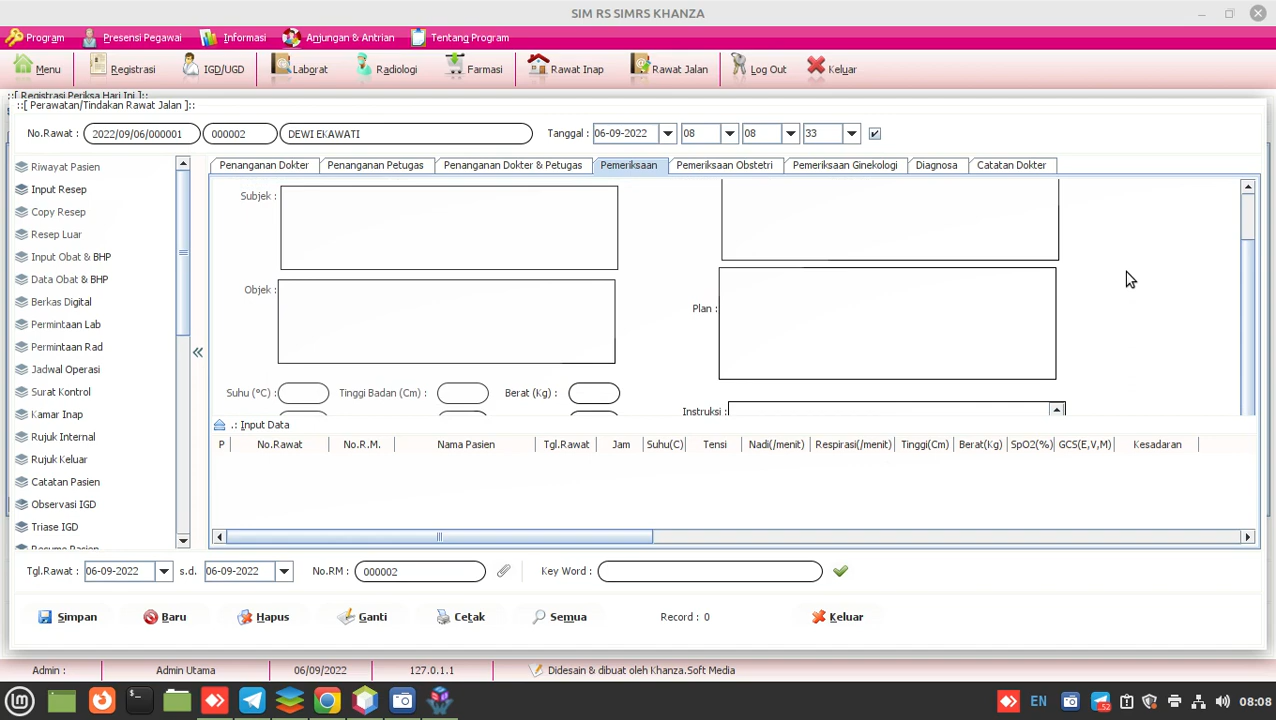 SIM RS SIMRS KHANZA
Program Presensi Pegawai Informasi Anjungan & Antrian Tentang Program
Menu Registrasi IGD/UGD Laborat Radiologi Farmasi Rawat Inap Rawat Jalan Log Out Keluar
::[ Registrasi Periksa Hari Ini ]::
::[ Perawatan/Tindakan Rawat Jalan ]::
No.Rawat : 2022/09/06/000001 000002 DEWI EKAWATI Tanggal : 06-09-2022 08 08 33
Penanganan Dokter Penanganan Petugas Penanganan Dokter & Petugas Pemeriksaan Pemeriksaan Obstetri Pemeriksaan Ginekologi Diagnosa Catatan Dokter
Riwayat Pasien
Input Resep
Copy Resep
Resep Luar
Input Obat & BHP
Data Obat & BHP
Berkas Digital
Permintaan Lab
Permintaan Rad
Jadwal Operasi
Surat Kontrol
Kamar Inap
Rujuk Internal
Rujuk Keluar
Catatan Pasien
Observasi IGD
Triase IGD
Resume Pasien
Subjek :
Objek :
Plan :
Suhu (°C) : Tinggi Badan (Cm) : Berat (Kg) :
Instruksi :
.: Input Data
P No.Rawat No.R.M. Nama Pasien Tgl.Rawat Jam Suhu(C) Tensi Nadi(/menit) Respirasi(/menit) Tinggi(Cm) Berat(Kg) SpO2(%) GCS(E,V,M) Kesadaran
Tgl.Rawat : 06-09-2022 s.d. 06-09-2022 No.RM : 000002 Key Word :
Simpan Baru Hapus Ganti Cetak Semua Record : 0 Keluar
Admin : Admin Utama 06/09/2022 127.0.1.1 Didesain & dibuat oleh Khanza.Soft Media
EN 52 08:08